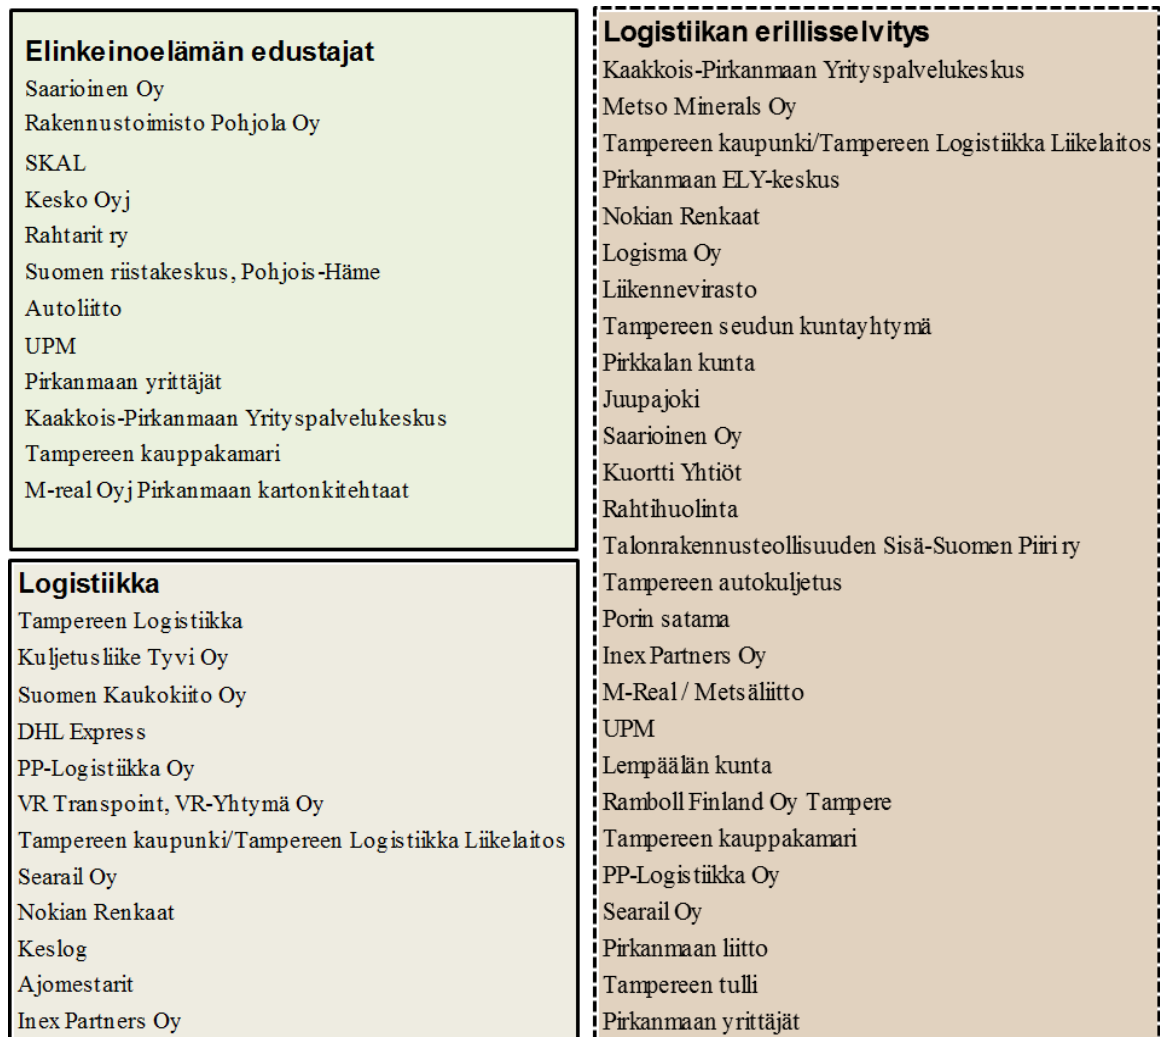 Elinkeinoelämän edustajat
Saarioinen Oy
Rakennustoimisto Pohjola Oy
SKAL
Kesko Oyj
Rahtarit ry
Suomen riistakeskus, Pohjois-Häme
Autoliitto
UPM
Pirkanmaan yrittäjät
Kaakkois-Pirkanmaan Yrityspalvelukeskus
Tampereen kauppakamari
M-real Oyj Pirkanmaan kartonkitehtaat
Logistiikka
Tampereen Logistiikka
Kuljetusliike Tyvi Oy
Suomen Kaukokiito Oy
DHL Express
PP-Logistiikka Oy
VR Transpoint, VR-Yhtymä Oy
Tampereen kaupunki/Tampereen Logistiikka Liikelaitos
Searail Oy
Nokian Renkaat
Keslog
Ajomestarit
Inex Partners Oy
Logistiikan erillisselvitys
Kaakkois-Pirkanmaan Yrityspalvelukeskus
Metso Minerals Oy
Tampereen kaupunki/Tampereen Logistiikka Liikelaitos
Pirkanmaan ELY-keskus
Nokian Renkaat
Logisma Oy
Liikennevirasto
Tampereen seudun kuntayhtymä
Pirkkalan kunta
Juupajoki
Saarioinen Oy
Kuortti Yhtiöt
Rahtihuolinta
Talonrakennusteollisuuden Sisä-Suomen Piiri ry
Tampereen autokuljetus
Porin satama
Inex Partners Oy
M-Real / Metsäliitto
UPM
Lempäälän kunta
Ramboll Finland Oy Tampere
Tampereen kauppakamari
PP-Logistiikka Oy
Searail Oy
Pirkanmaan liitto
Tampereen tulli
Pirkanmaan yrittäjät